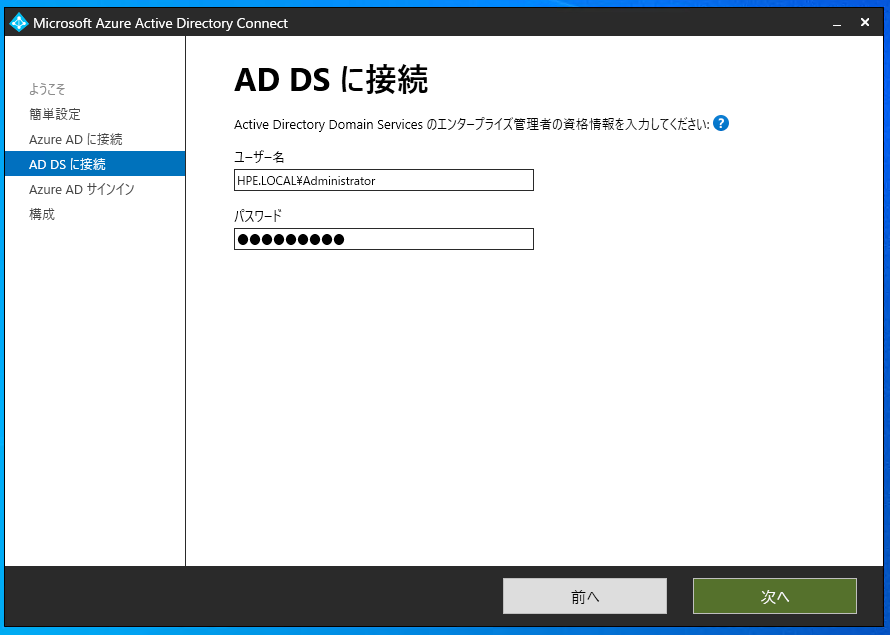 Microsoft Azure Active Directory Connect
ようこそ
簡単設定
Azure AD に接続
AD DS に接続
Azure AD サインイン
構成
AD DS に接続
Active Directory Domain Services のエンタープライズ管理者の資格情報を入力してください:
ユーザー名
HPE.LOCAL¥Administrator
パスワード
●●●●●●●●●
前へ
次へ